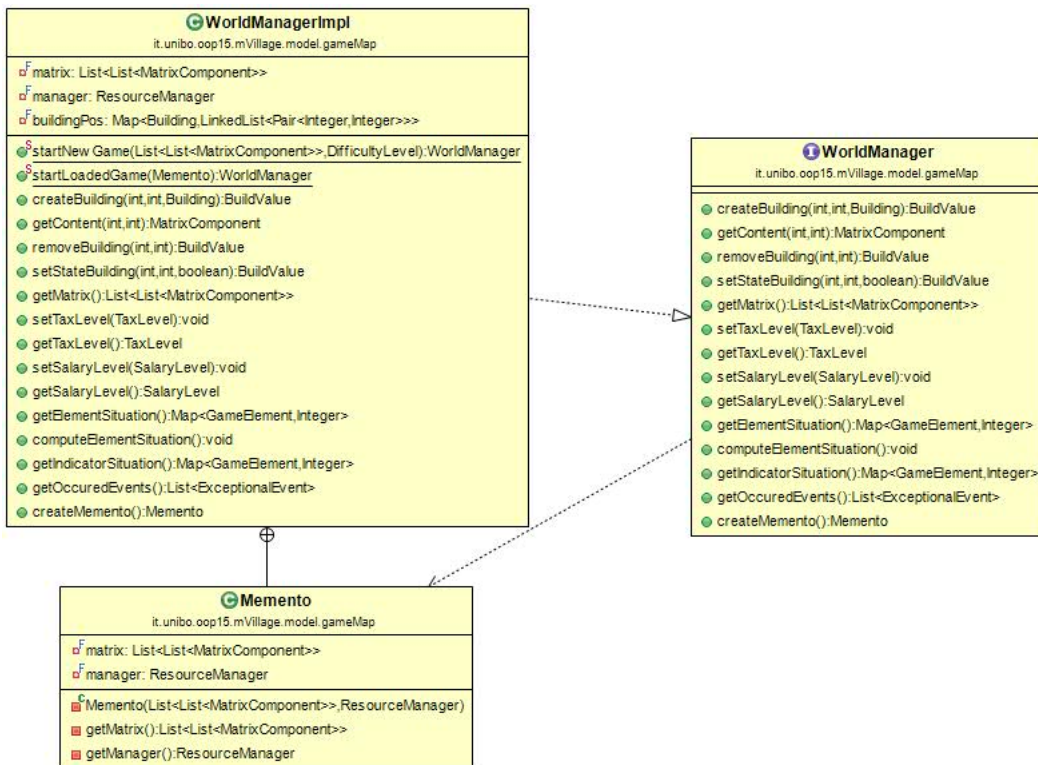 WorldManagerImpl
it.unibo.oop15.mVillage.model.gameMap
matrix: List<List<MatrixComponent>>
manager: ResourceManager
buildingPos: Map<Building,LinkedList<Pair<Integer,Integer>>>
startNew Game(List<List<MatrixComponent>>,DifficultyLevel):WorldManager
startLoadedGame(Memento):WorldManager
createBuilding(int,int,Building):BuildValue
getContent(int,int):MatrixComponent
removeBuilding(int,int):BuildValue
setStateBuilding(int,int,boolean):BuildValue
getMatrix():List<List<MatrixComponent>>
setTaxLevel(TaxLevel):void
getTaxLevel():TaxLevel
setSalaryLevel(SalaryLevel):void
getSalaryLevel():SalaryLevel
getElementSituation():Map<GameElement,Integer>
computeElementSituation():void
getIndicatorSituation():Map<GameElement,Integer>
getOccuredEvents():List<ExceptionalEvent>
createMemento():Memento
WorldManager
it.unibo.oop15.mVillage.model.gameMap
createBuilding(int,int,Building):BuildValue
getContent(int,int):MatrixComponent
removeBuilding(int,int):BuildValue
setStateBuilding(int,int,boolean):BuildValue
getMatrix():List<List<MatrixComponent>>
setTaxLevel(TaxLevel):void
getTaxLevel():TaxLevel
setSalaryLevel(SalaryLevel):void
getSalaryLevel():SalaryLevel
getElementSituation():Map<GameElement,Integer>
computeElementSituation():void
getIndicatorSituation():Map<GameElement,Integer>
getOccuredEvents():List<ExceptionalEvent>
createMemento():Memento
Memento
it.unibo.oop15.mVillage.model.gameMap
matrix: List<List<MatrixComponent>>
manager: ResourceManager
Memento(List<List<MatrixComponent>>,ResourceManager)
getMatrix():List<List<MatrixComponent>>
getManager():ResourceManager